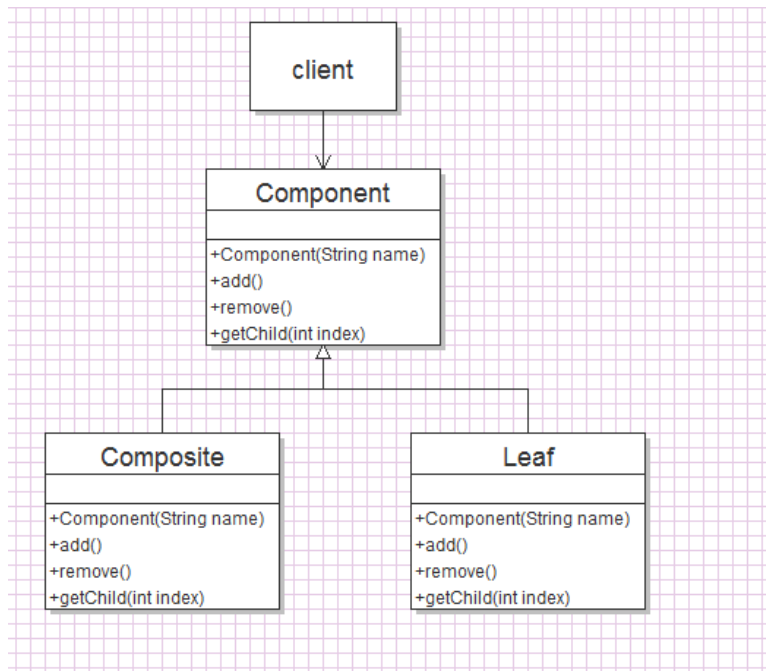 client
Component
+Component(String name)
+add()
+remove()
+getChild(int index)
Composite
+Component(String name)
+add()
+remove()
+getChild(int index)
Leaf
+Component(String name)
+add()
+remove()
+getChild(int index)